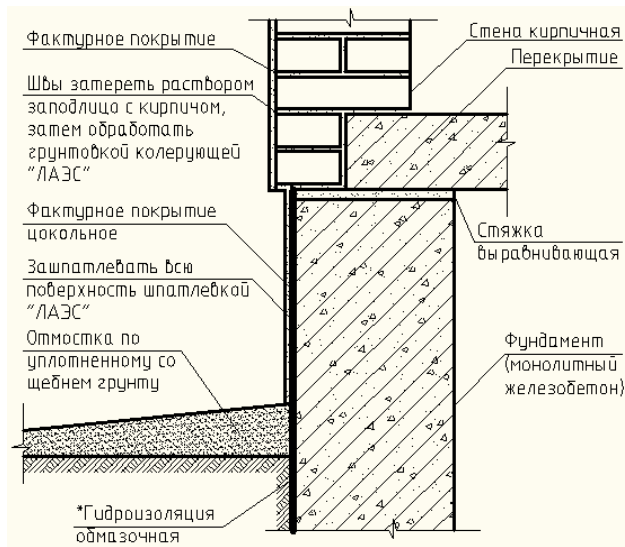 Фактурное покрытие
Швы затереть раствором
заподлицо с кирпичом,
затем обработать
грунтовкой колерующей
"ЛАЭС"
Фактурное покрытие
цокольное
Зашпатлевать всю
поверхность шпатлевкой
"ЛАЭС"
Отмостка по
уплотненному со
щебнем грунту
*Гидроизоляция
обмазочная
Стена кирпичная
Перекрытие
Стяжка
выравнивающая
Фундамент
(монолитный
железобетон)